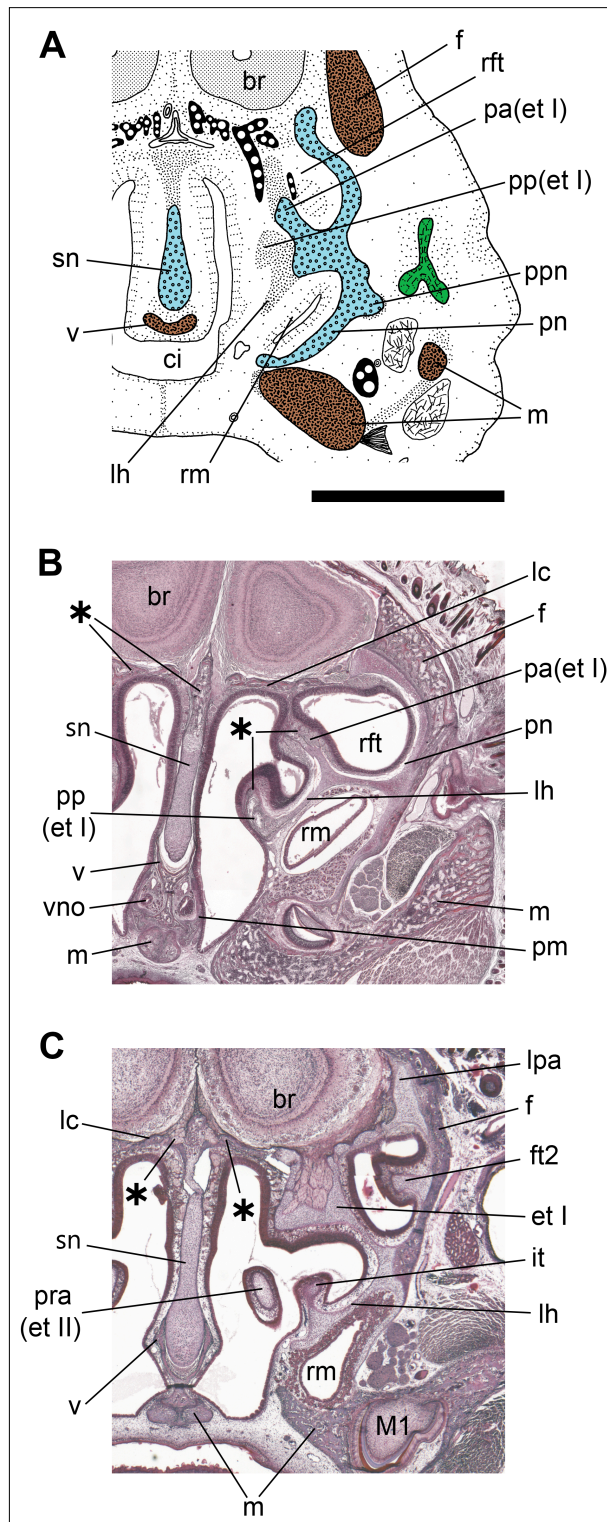 A
br
f
rft
pa(et I)
pp(et I)
sn
ppn
v
pn
ci
m
lh
rm
B
br
lc
f
*
pa(et I)
sn
*
rft
pn
pp
(et I)
lh
rm
v
vno
m
m
pm
C
lpa
br
f
lc
ft2
*
*
et I
sn
it
pra
(et II)
lh
rm
v
M1
m